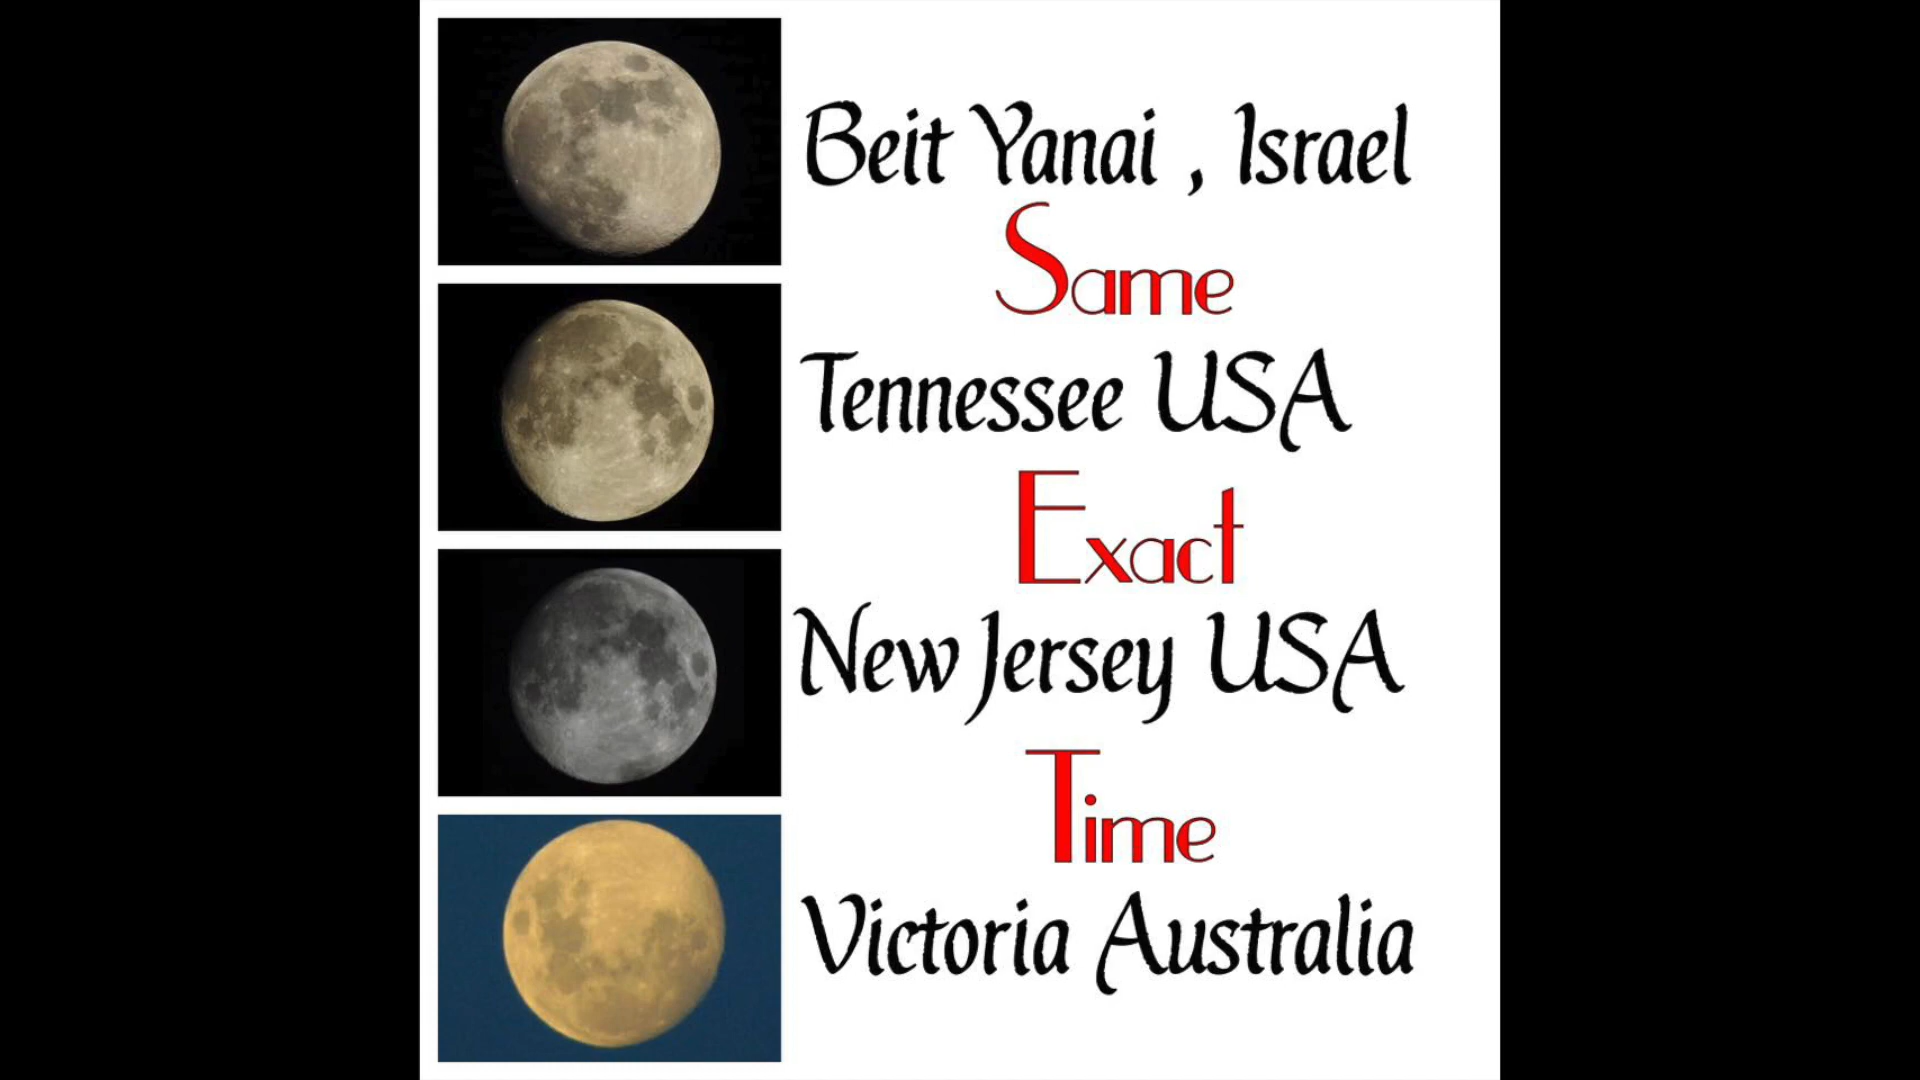 Beit Yanai , Israel
Same
Tennessee USA
Exact
New Jersey USA
Time
Victoria Australia